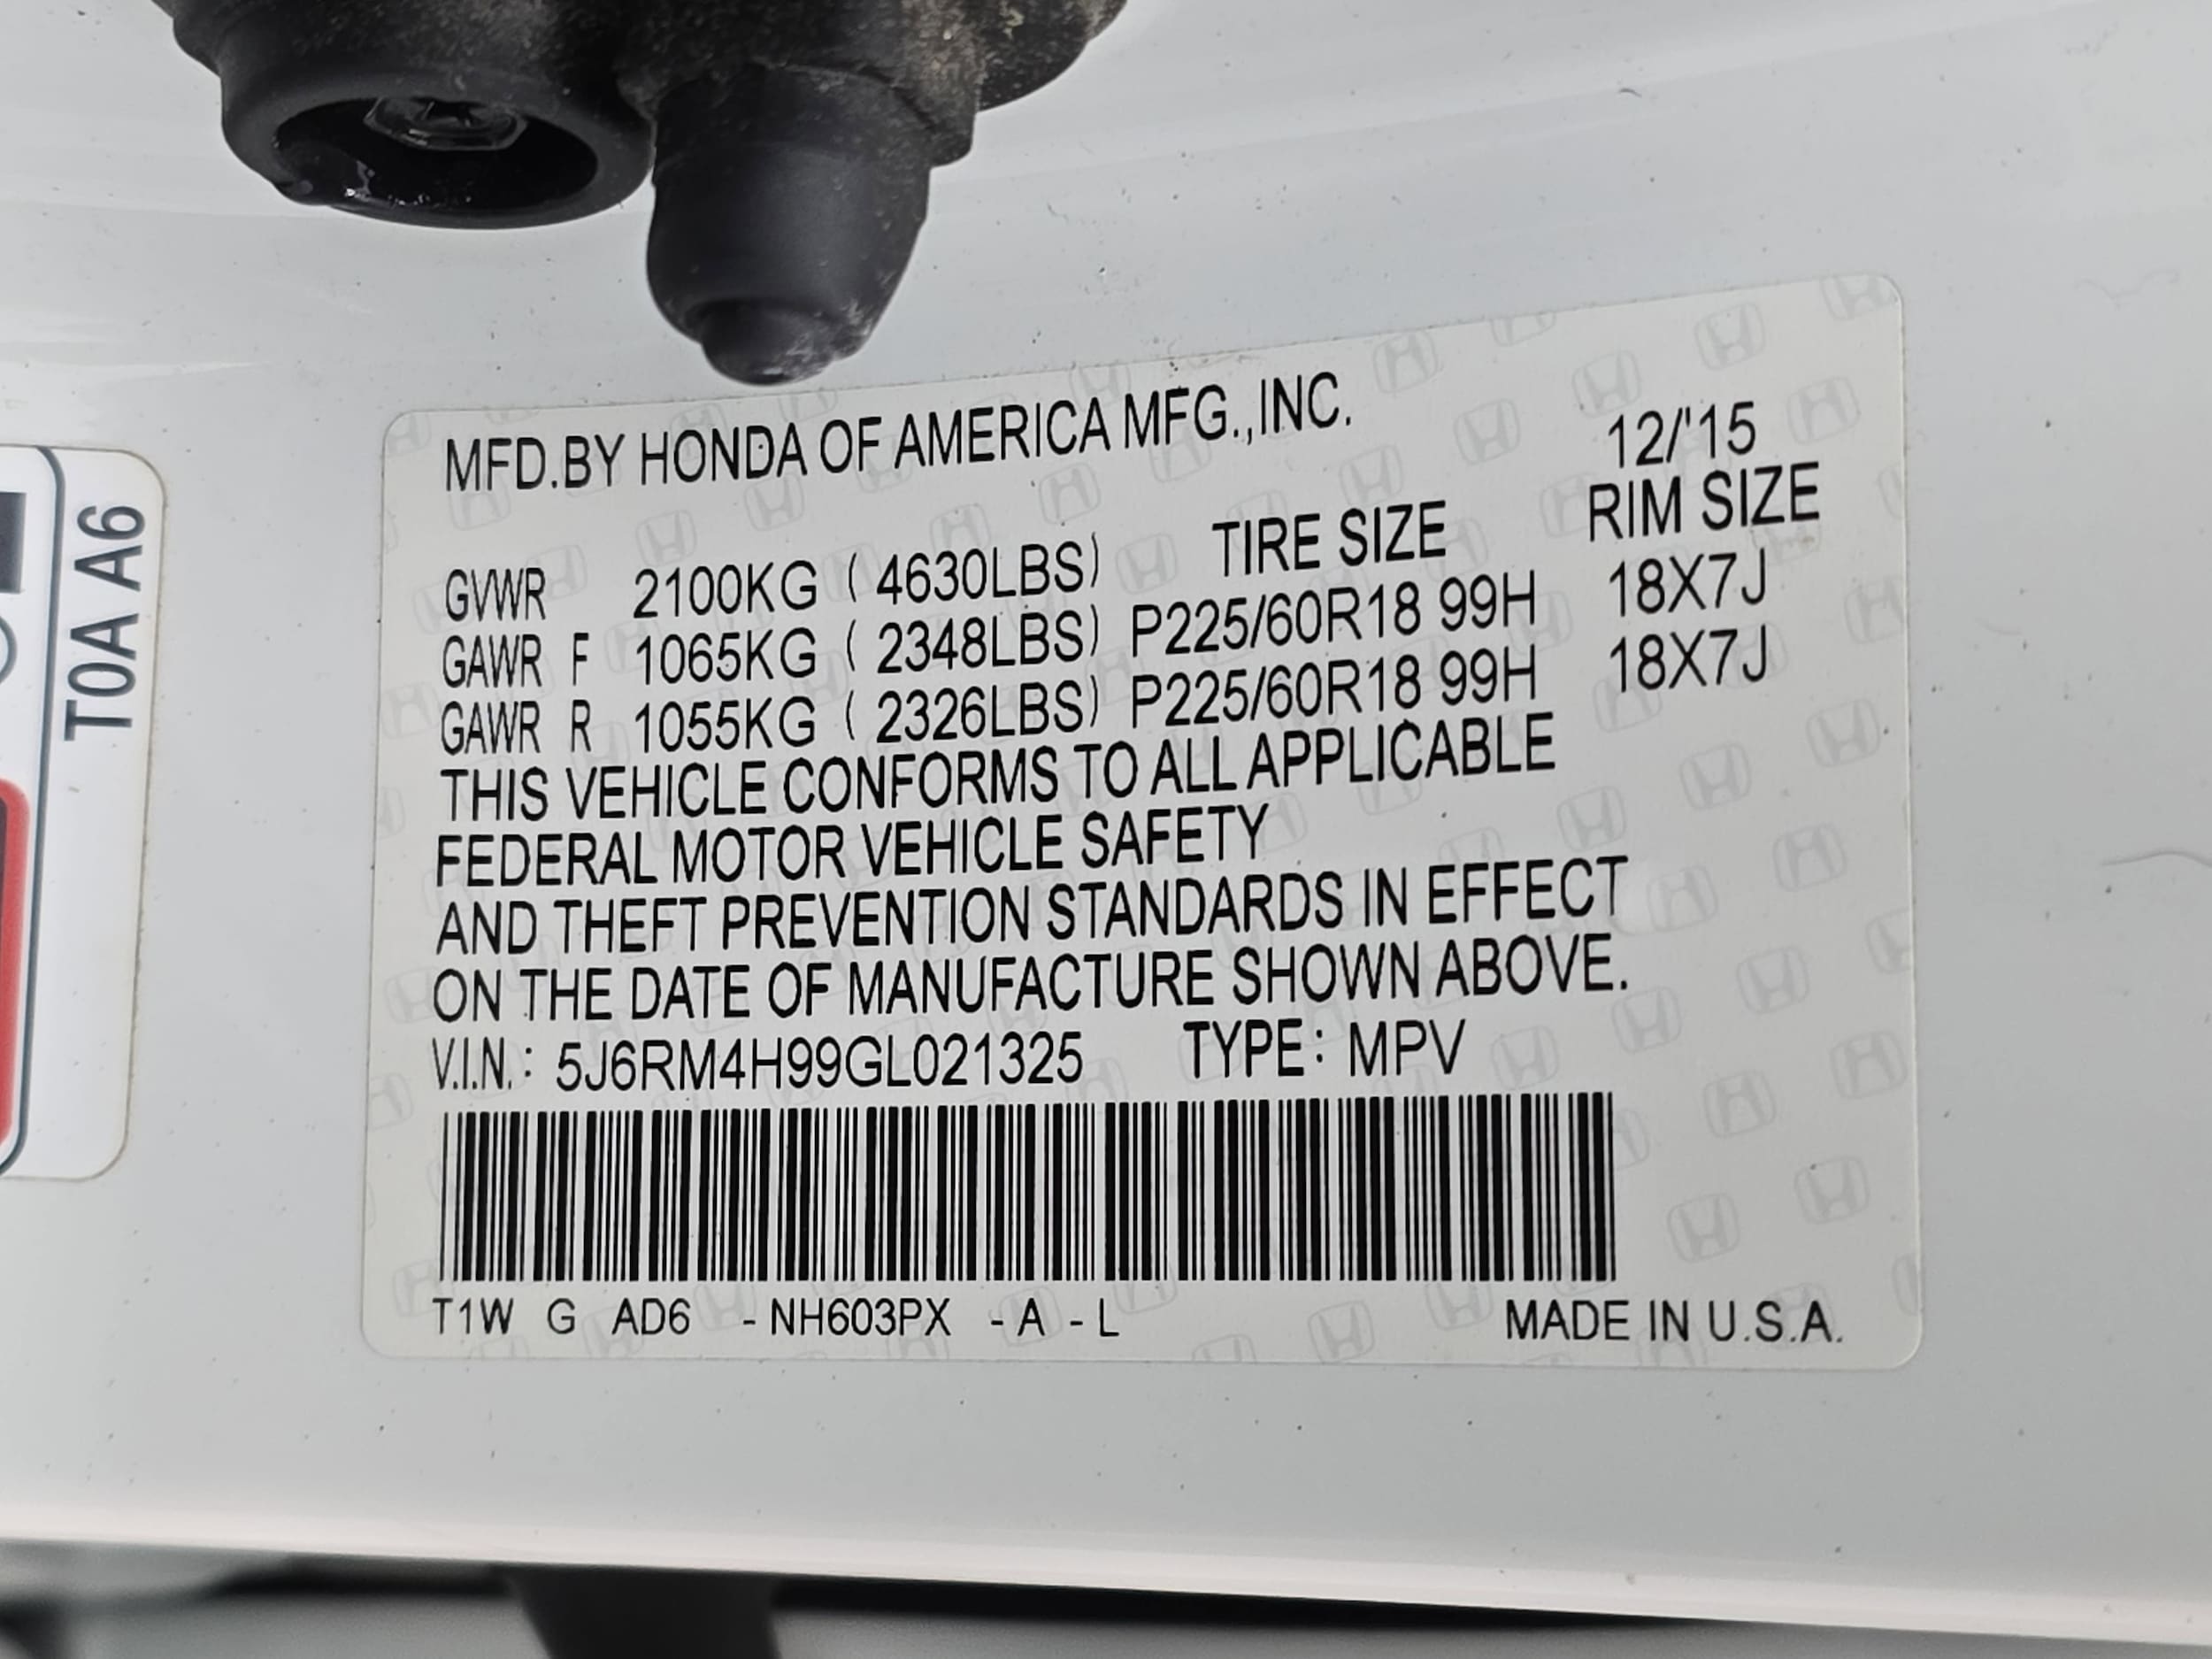 MFD.BY HONDA OF AMERICA MFG.,INC. 12/'15
TIRE SIZE RIM SIZE
GVWR 2100KG ( 4630LBS)
GAWR F 1065KG ( 2348LBS) P225/60R18 99H 18X7J
GAWR R 1055KG ( 2326LBS) P225/60R18 99H 18X7J
THIS VEHICLE CONFORMS TO ALL APPLICABLE
FEDERAL MOTOR VEHICLE SAFETY
AND THEFT PREVENTION STANDARDS IN EFFECT
ON THE DATE OF MANUFACTURE SHOWN ABOVE.
V.I.N.: 5J6RM4H99GL021325 TYPE: MPV
T1W G AD6 -NH603PX -A-L MADE IN U.S.A.
T0A A6